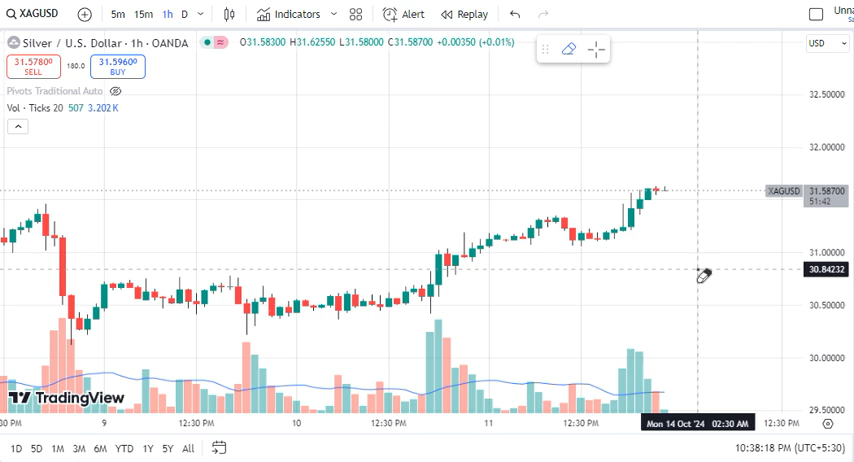 XAGUSD 5m 15m 1h D Indicators Alert Replay Unna
Sa
Silver / U.S. Dollar · 1h · OANDA O31.58300 H31.62550 L31.58000 C31.58700 +0.00350 (+0.01%) USD
31.57800 180.0 31.59600
SELL BUY
Pivots Traditional Auto
Vol · Ticks 20 507 3.202 K
32.50000
32.00000
XAGUSD 31.58700
51:42
31.00000
30.84232
30.50000
30.00000
TradingView
29.50000
:30 PM 9 12:30 PM 10 12:30 PM 11 12:30 PM Mon 14 Oct '24 02:30 AM 12:30 PM
1D 5D 1M 3M 6M YTD 1Y 5Y All 10:38:18 PM (UTC+5:30)